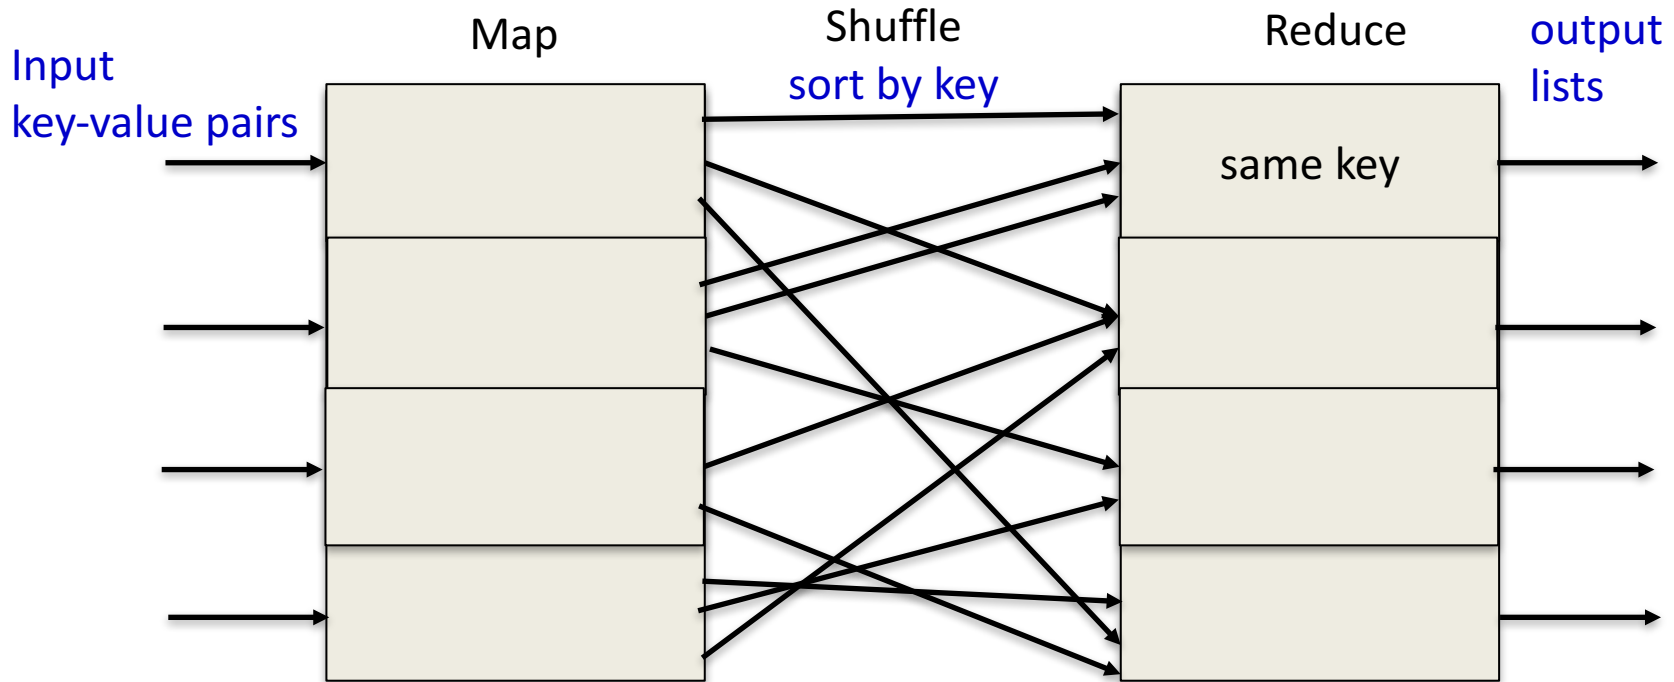 Input
key-value pairs
Map
Shuffle
sort by key
Reduce
same key
output
lists